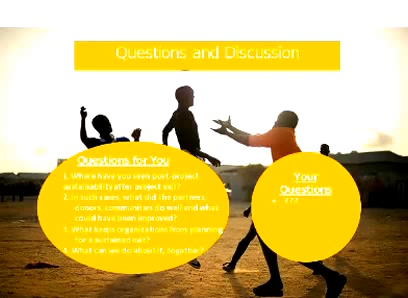 Questions and Discussion
Questions for You
1. Where have you seen post-project
sustainability after project exit?
2. In such cases, what did the partners,
donors, communities do well and what
could have been improved?
3. What keeps organizations from planning
for a sustained exit?
4. What can we do about it, together?
Your
Questions
• ???